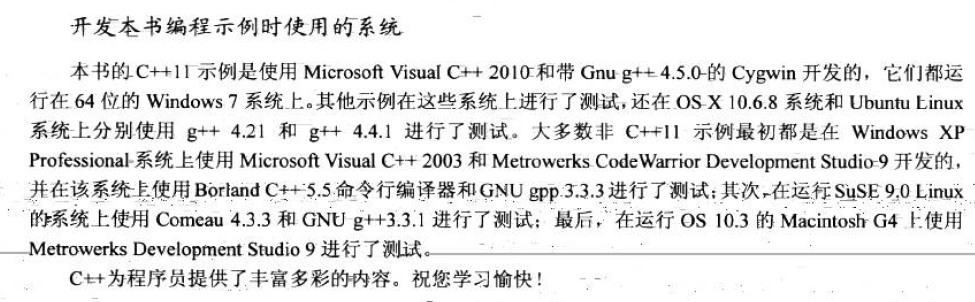 开发本书编程示例时使用的系统
本书的 C++11 示例是使用 Microsoft Visual C++ 2010 和带 Gnu g++ 4.5.0 的 Cygwin 开发的，它们都运
行在 64 位的 Windows 7 系统上。其他示例在这些系统上进行了测试，还在 OS X 10.6.8 系统和 Ubuntu Linux
系统上分别使用 g++ 4.21 和 g++ 4.4.1 进行了测试。大多数非 C++11 示例最初都是在 Windows XP
Professional 系统上使用 Microsoft Visual C++ 2003 和 Metrowerks CodeWarrior Development Studio 9 开发的，
并在该系统上使用 Borland C++ 5.5 命令行编译器和 GNU gpp 3.3.3 进行了测试；其次，在运行 SuSE 9.0 Linux
的系统上使用 Comeau 4.3.3 和 GNU g++3.3.1 进行了测试；最后，在运行 OS 10.3 的 Macintosh G4 上使用
Metrowerks Development Studio 9 进行了测试。
C++为程序员提供了丰富多彩的内容。祝您学习愉快！